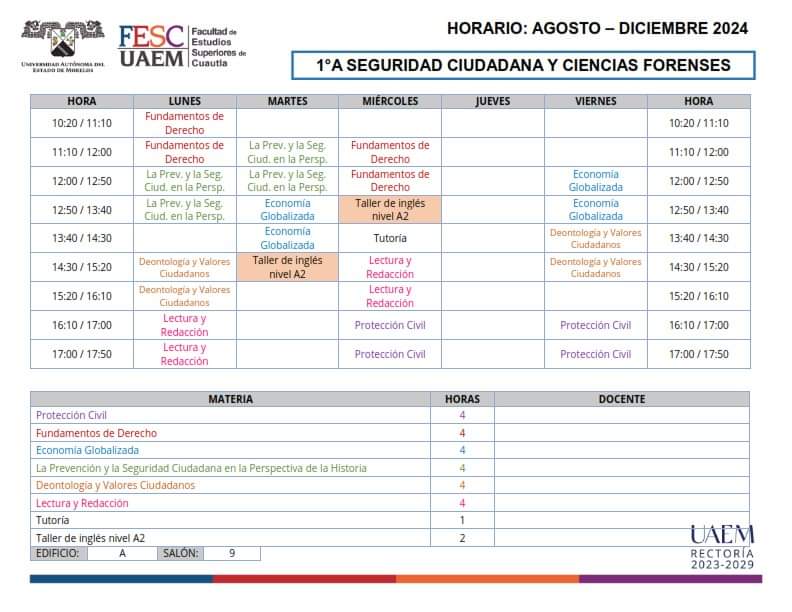 UNIVERSIDAD AUTÓNOMA DEL
ESTADO DE MORELOS
FESC
UAEM
Facultad de
Estudios
Superiores de
Cuautla
HORARIO: AGOSTO – DICIEMBRE 2024
1°A SEGURIDAD CIUDADANA Y CIENCIAS FORENSES
HORA LUNES MARTES MIÉRCOLES JUEVES VIERNES HORA
10:20 / 11:10 Fundamentos de Derecho 10:20 / 11:10
11:10 / 12:00 Fundamentos de Derecho La Prev. y la Seg. Ciud. en la Persp. Fundamentos de Derecho 11:10 / 12:00
12:00 / 12:50 La Prev. y la Seg. Ciud. en la Persp. La Prev. y la Seg. Ciud. en la Persp. Fundamentos de Derecho Economía Globalizada 12:00 / 12:50
12:50 / 13:40 La Prev. y la Seg. Ciud. en la Persp. Economía Globalizada Taller de inglés nivel A2 Economía Globalizada 12:50 / 13:40
13:40 / 14:30 Economía Globalizada Tutoría Deontología y Valores Ciudadanos 13:40 / 14:30
14:30 / 15:20 Deontología y Valores Ciudadanos Taller de inglés nivel A2 Lectura y Redacción Deontología y Valores Ciudadanos 14:30 / 15:20
15:20 / 16:10 Deontología y Valores Ciudadanos Lectura y Redacción 15:20 / 16:10
16:10 / 17:00 Lectura y Redacción Protección Civil Protección Civil 16:10 / 17:00
17:00 / 17:50 Lectura y Redacción Protección Civil Protección Civil 17:00 / 17:50
MATERIA HORAS DOCENTE
Protección Civil 4
Fundamentos de Derecho 4
Economía Globalizada 4
La Prevención y la Seguridad Ciudadana en la Perspectiva de la Historia 4
Deontología y Valores Ciudadanos 4
Lectura y Redacción 4
Tutoría 1
Taller de inglés nivel A2 2
EDIFICIO: A SALÓN: 9
UAEM
RECTORÍA
2023-2029